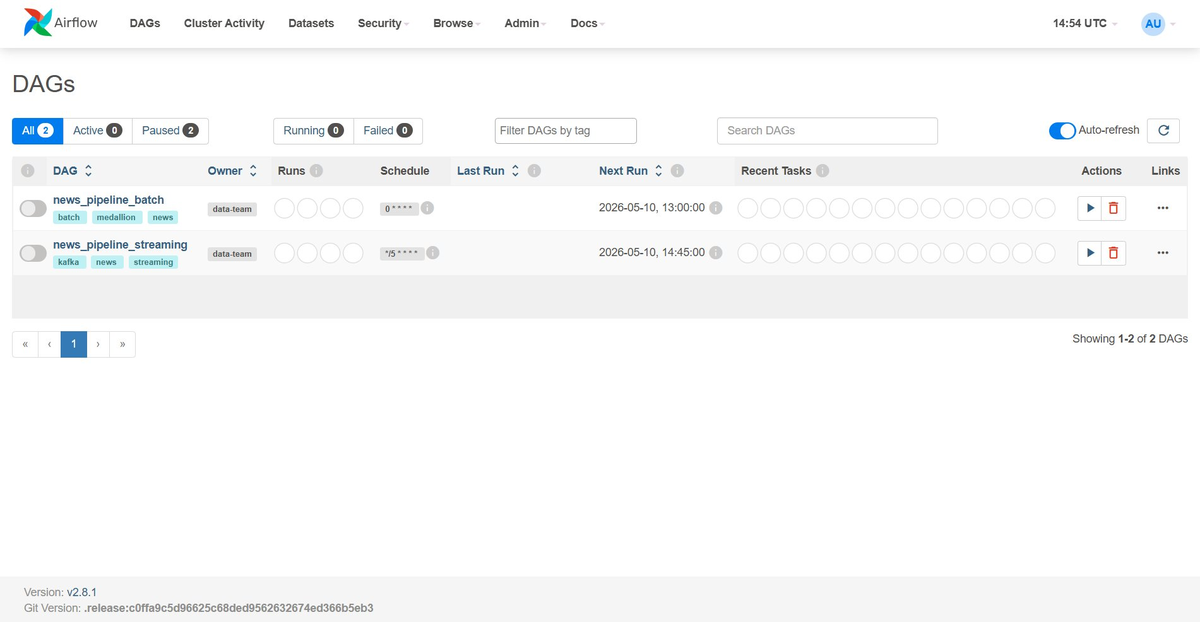 Airflow DAGs Cluster Activity Datasets Security Browse Admin Docs 14:54 UTC AU
DAGs
All 2 Active 0 Paused 2 Running 0 Failed 0 Filter DAGs by tag Search DAGs Auto-refresh
DAG Owner Runs Schedule Last Run Next Run Recent Tasks Actions Links
news_pipeline_batch
batch medallion news
data-team 0 * * * * 2026-05-10, 13:00:00
news_pipeline_streaming
kafka news streaming
data-team */5 * * * * 2026-05-10, 14:45:00
« ‹ 1 › »
Showing 1-2 of 2 DAGs
Version: v2.8.1
Git Version: .release:c0ffa9c5d96625c68ded9562632674ed366b5eb3